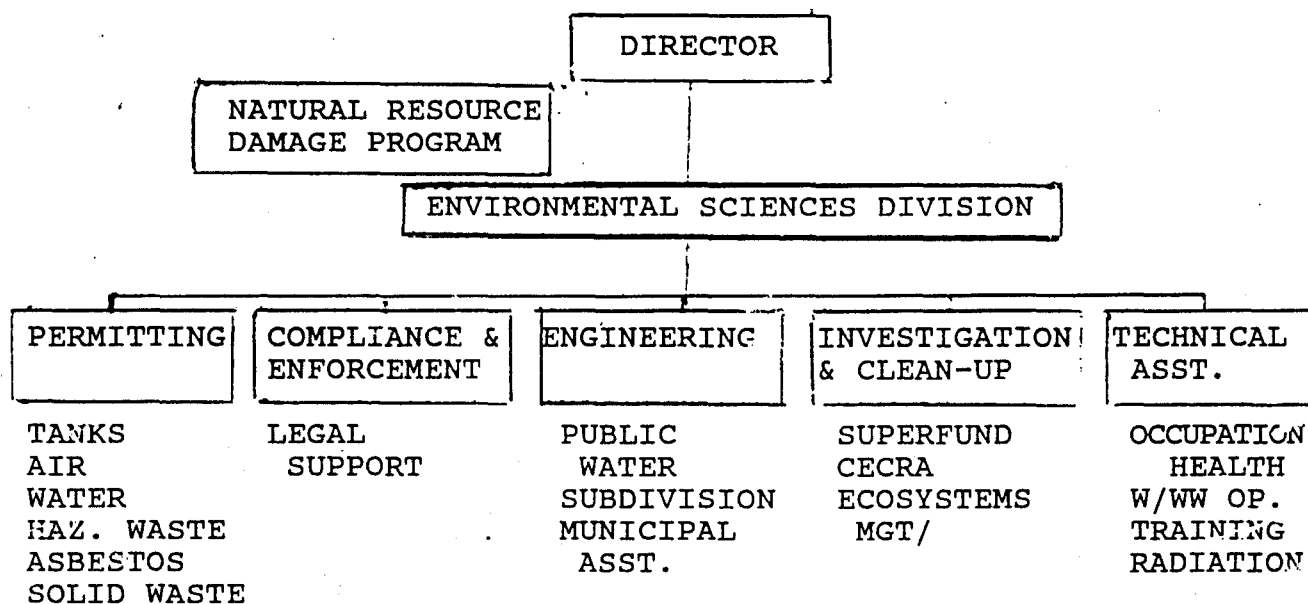 DIRECTOR
NATURAL RESOURCE
DAMAGE PROGRAM
ENVIRONMENTAL SCIENCES DIVISION
PERMITTING
COMPLIANCE &
ENFORCEMENT
ENGINEERING
INVESTIGATION
& CLEAN-UP
TECHNICAL
ASST.
TANKS
AIR
WATER
HAZ. WASTE
ASBESTOS
SOLID WASTE
LEGAL
SUPPORT
PUBLIC
WATER
SUBDIVISION
MUNICIPAL
ASST.
SUPERFUND
CECRA
ECOSYSTEMS
MGT/
OCCUPATION
HEALTH
W/WW OP.
TRAINING
RADIATION